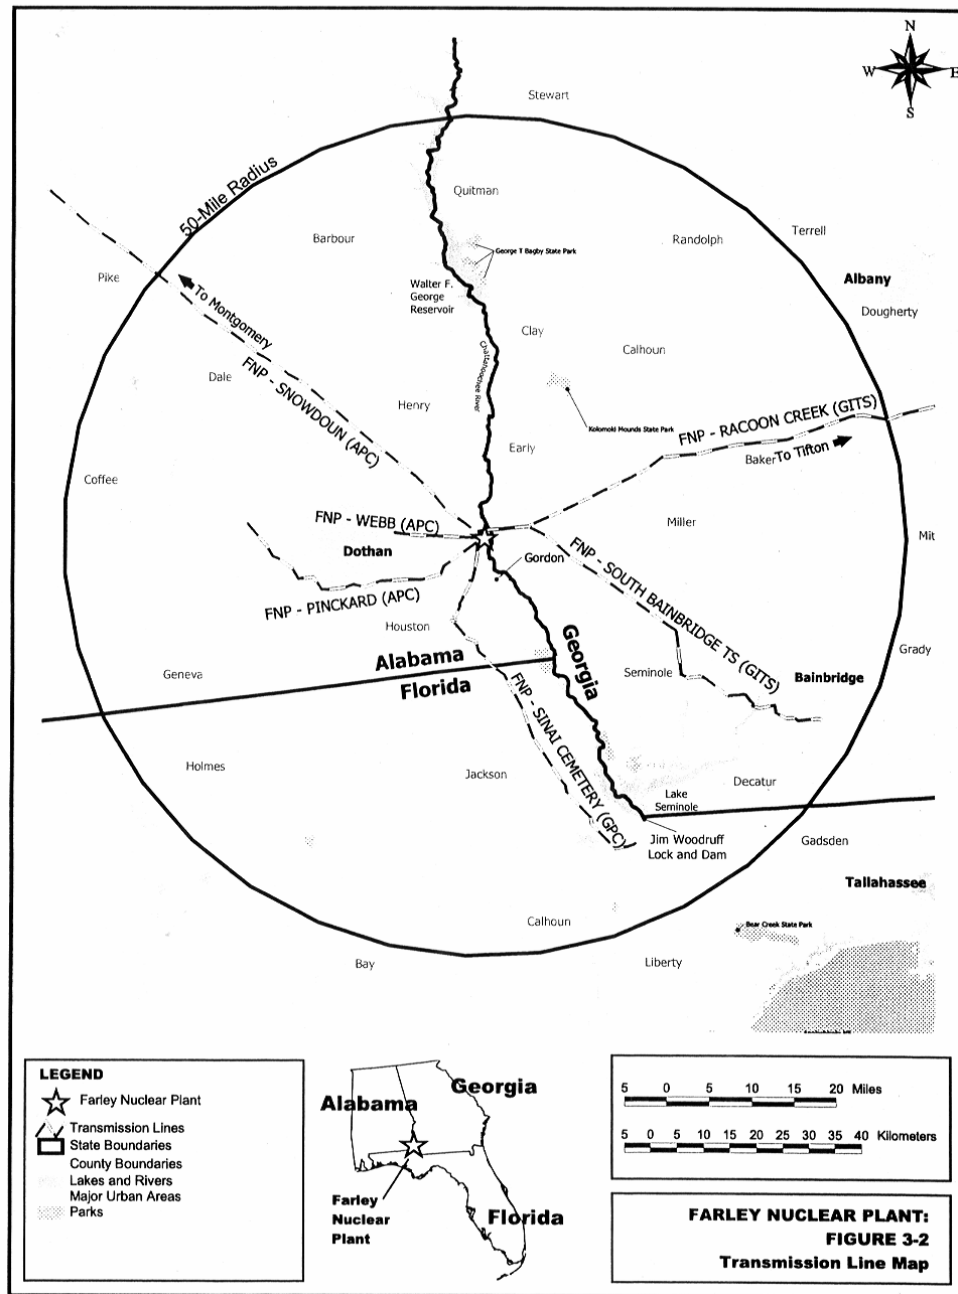 N
W
E
S
Stewart
50-Mile Radius
Quitman
Barbour
Randolph
Terrell
George T Bagby State Park
Pike
Walter F.
George
Reservoir
Albany
Dougherty
To Montgomery
Clay
Chattahoochee River
Calhoun
Dale
FNP - SNOWDOUN (APC)
Henry
Kolomoki Mounds State Park
FNP - RACOON CREEK (GITS)
Early
Baker
To Tifton
Coffee
FNP - WEBB (APC)
Miller
Mit
Dothan
Gordon
FNP - SOUTH BAINBRIDGE TS (GITS)
FNP - PINCKARD (APC)
Houston
Georgia
Grady
Alabama
Florida
Geneva
Seminole
Bainbridge
FNP - SINAI CEMETERY (GPC)
Holmes
Jackson
Decatur
Lake
Seminole
Jim Woodruff
Lock and Dam
Gadsden
Tallahassee
Calhoun
Bear Creek State Park
Bay
Liberty
LEGEND
Farley Nuclear Plant
Transmission Lines
State Boundaries
County Boundaries
Lakes and Rivers
Major Urban Areas
Parks
Georgia
Alabama
Farley
Nuclear
Plant
Florida
5 0 5 10 15 20 Miles
5 0 5 10 15 20 25 30 35 40 Kilometers
FARLEY NUCLEAR PLANT:
FIGURE 3-2
Transmission Line Map